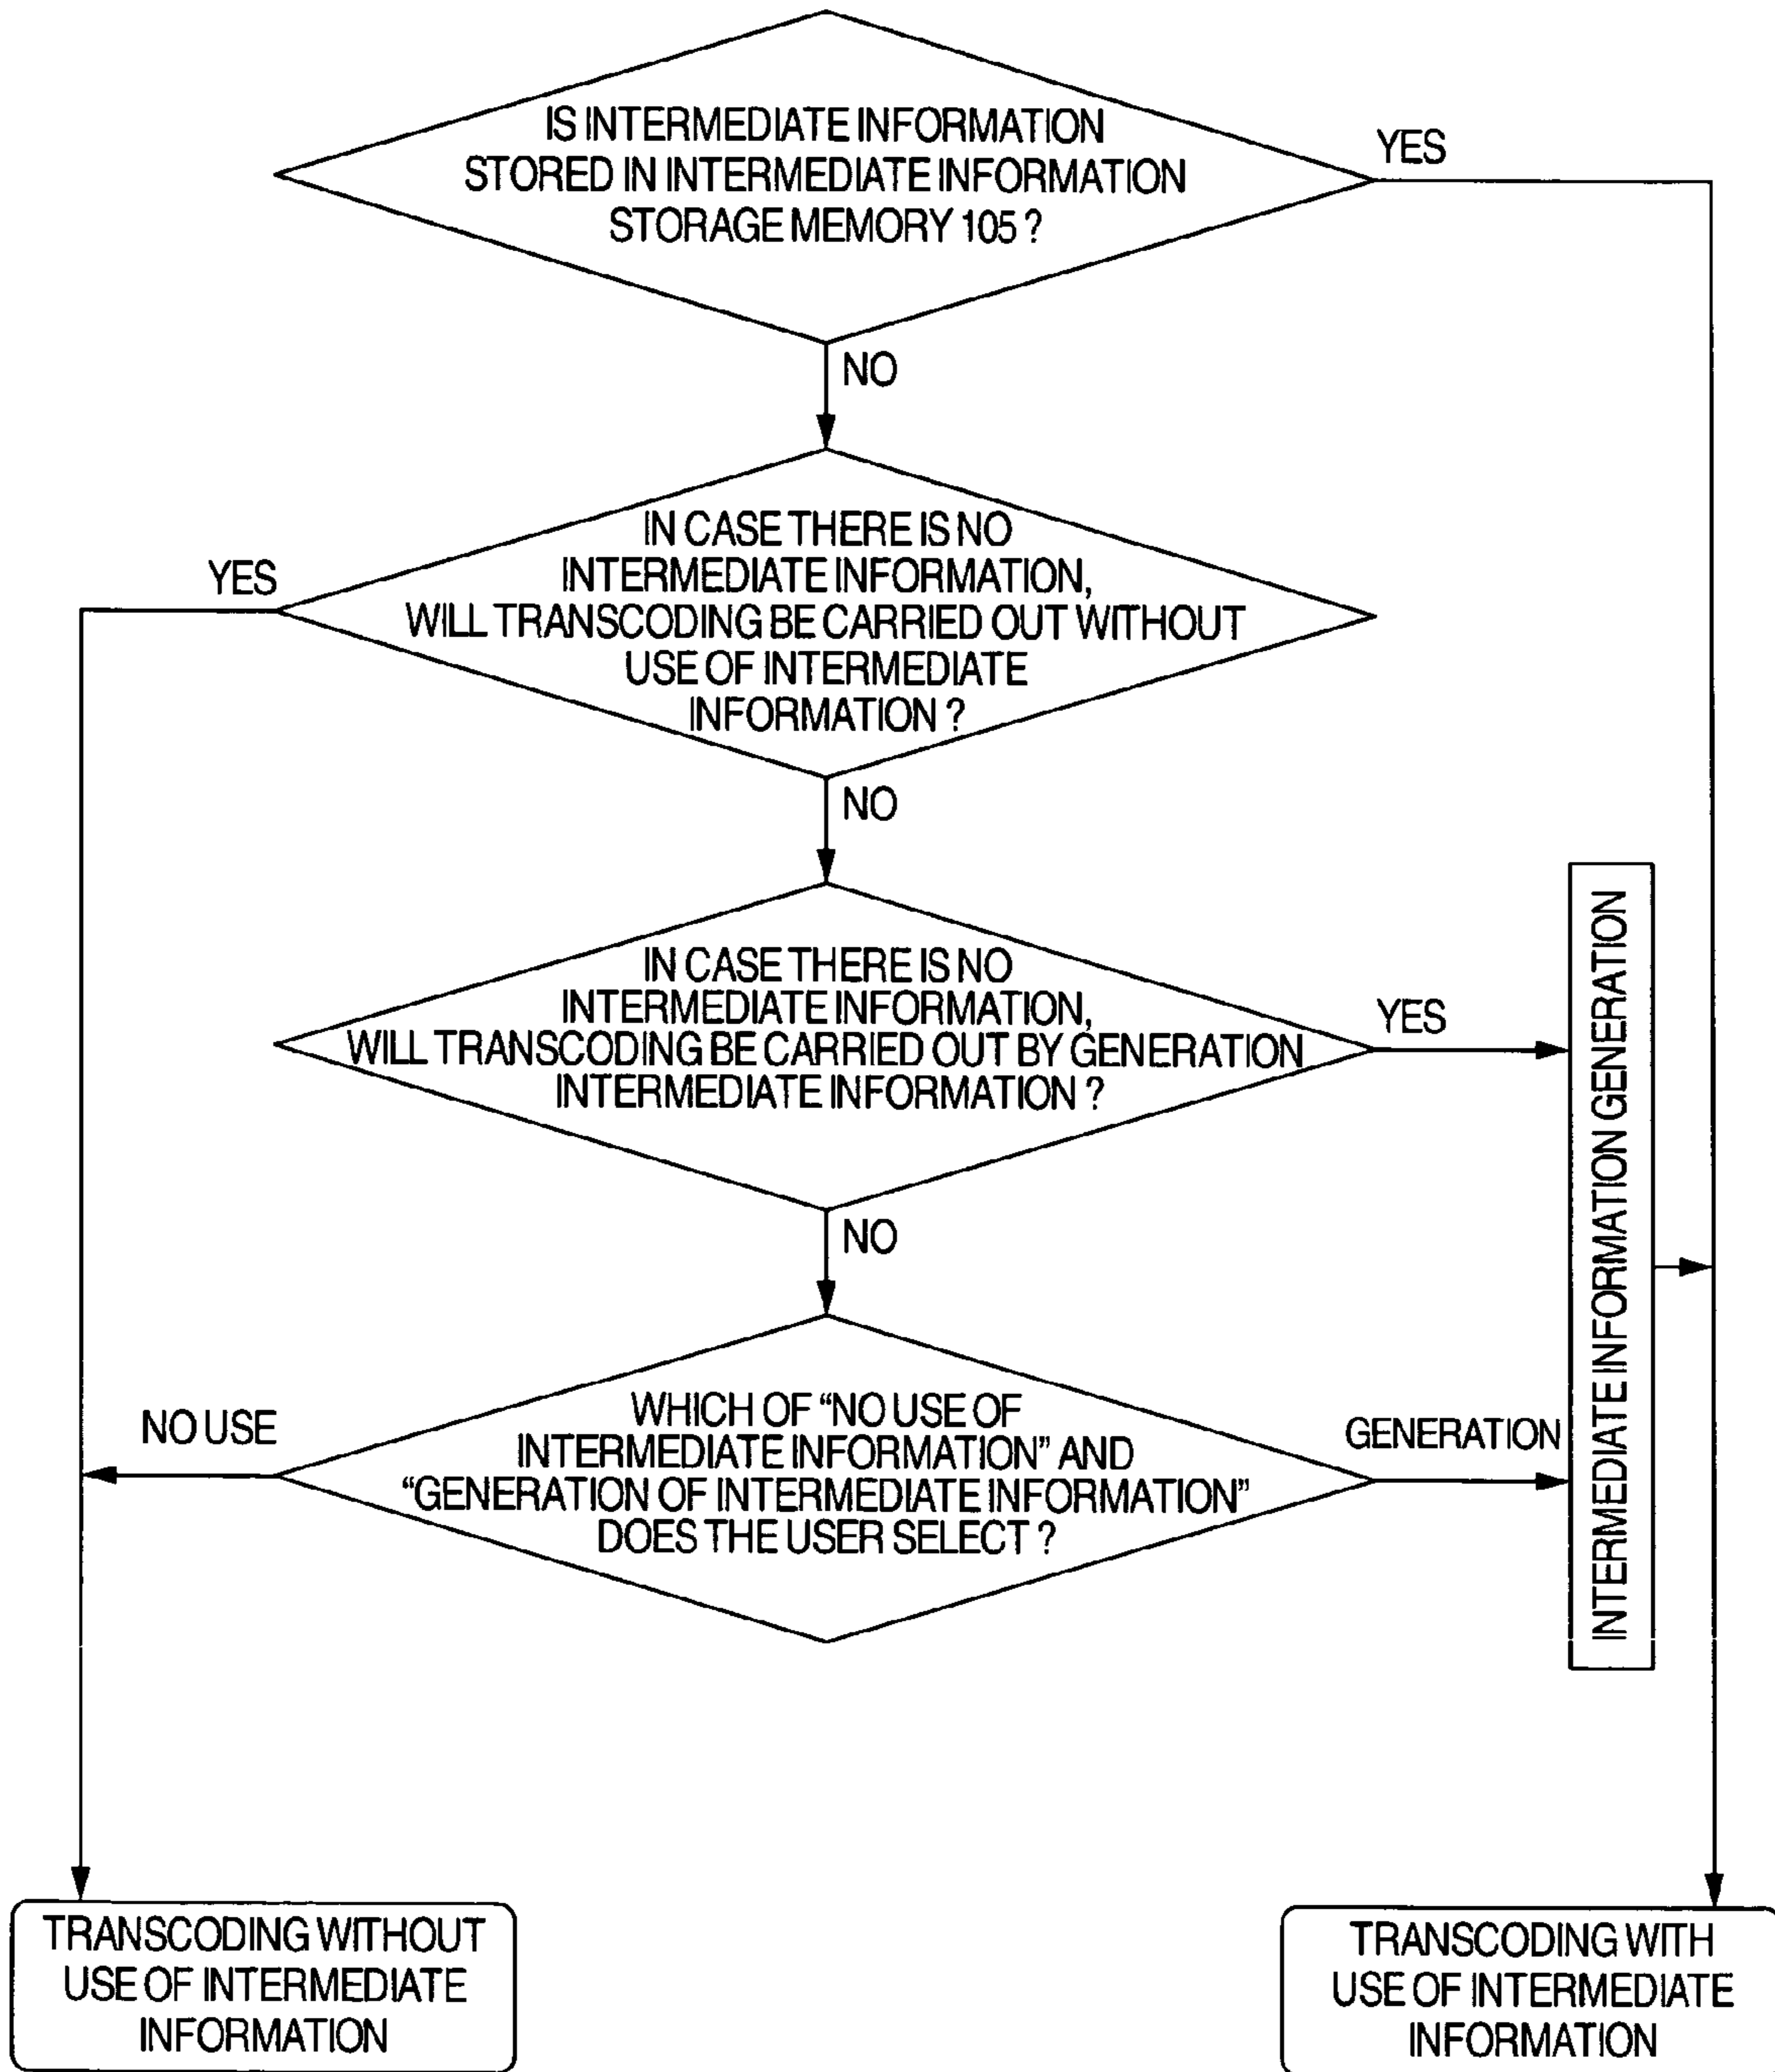 IS INTERMEDIATE INFORMATION
STORED IN INTERMEDIATE INFORMATION
STORAGE MEMORY 105 ?
YES
NO
IN CASE THERE IS NO
INTERMEDIATE INFORMATION,
WILL TRANSCODING BE CARRIED OUT WITHOUT
USE OF INTERMEDIATE
INFORMATION ?
YES
NO
IN CASE THERE IS NO
INTERMEDIATE INFORMATION,
WILL TRANSCODING BE CARRIED OUT BY GENERATION
INTERMEDIATE INFORMATION ?
YES
NO
INTERMEDIATE INFORMATION GENERATION
WHICH OF “NO USE OF
INTERMEDIATE INFORMATION” AND
“GENERATION OF INTERMEDIATE INFORMATION”
DOES THE USER SELECT ?
NO USE
GENERATION
TRANSCODING WITHOUT
USE OF INTERMEDIATE
INFORMATION
TRANSCODING WITH
USE OF INTERMEDIATE
INFORMATION